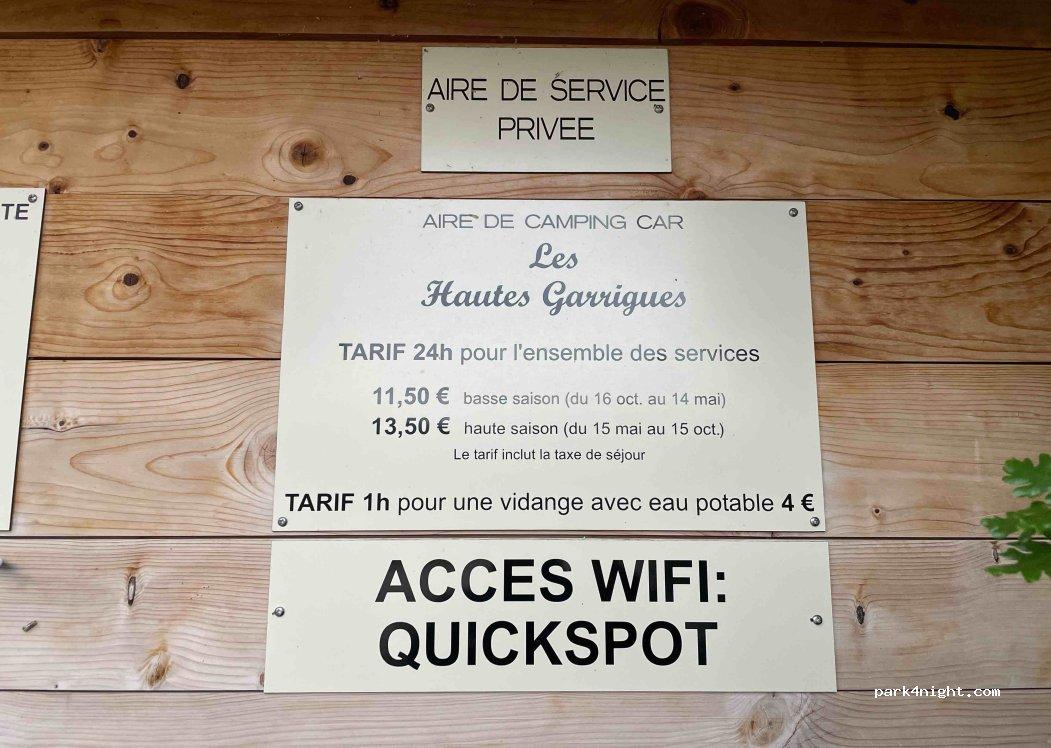 AIRE DE SERVICE
PRIVEE
TE
AIRE DE CAMPING CAR
Les
Hautes Garrigues
TARIF 24h pour l'ensemble des services
11,50 € basse saison (du 16 oct. au 14 mai)
13,50 € haute saison (du 15 mai au 15 oct.)
Le tarif inclut la taxe de séjour
TARIF 1h pour une vidange avec eau potable 4 €
ACCES WIFI:
QUICKSPOT
park4night.com